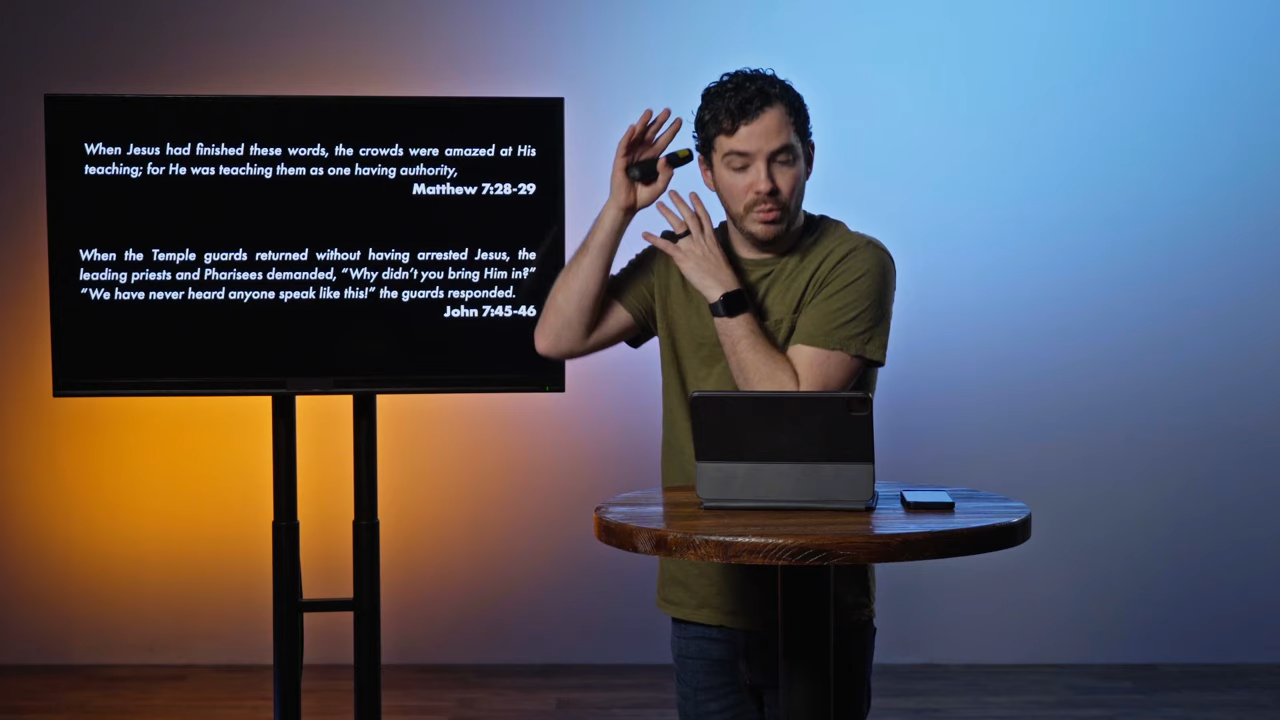 When Jesus had finished these words, the crowds were amazed at His
teaching; for He was teaching them as one having authority,
Matthew 7:28-29
When the Temple guards returned without having arrested Jesus, the
leading priests and Pharisees demanded, “Why didn’t you bring Him in?”
“We have never heard anyone speak like this!” the guards responded.
John 7:45-46